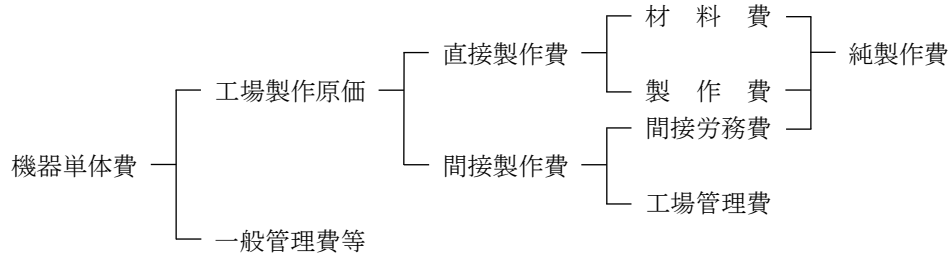 材料費
直接製作費
純製作費
工場製作原価
製作費
間接労務費
機器単体費
間接製作費
工場管理費
一般管理費等